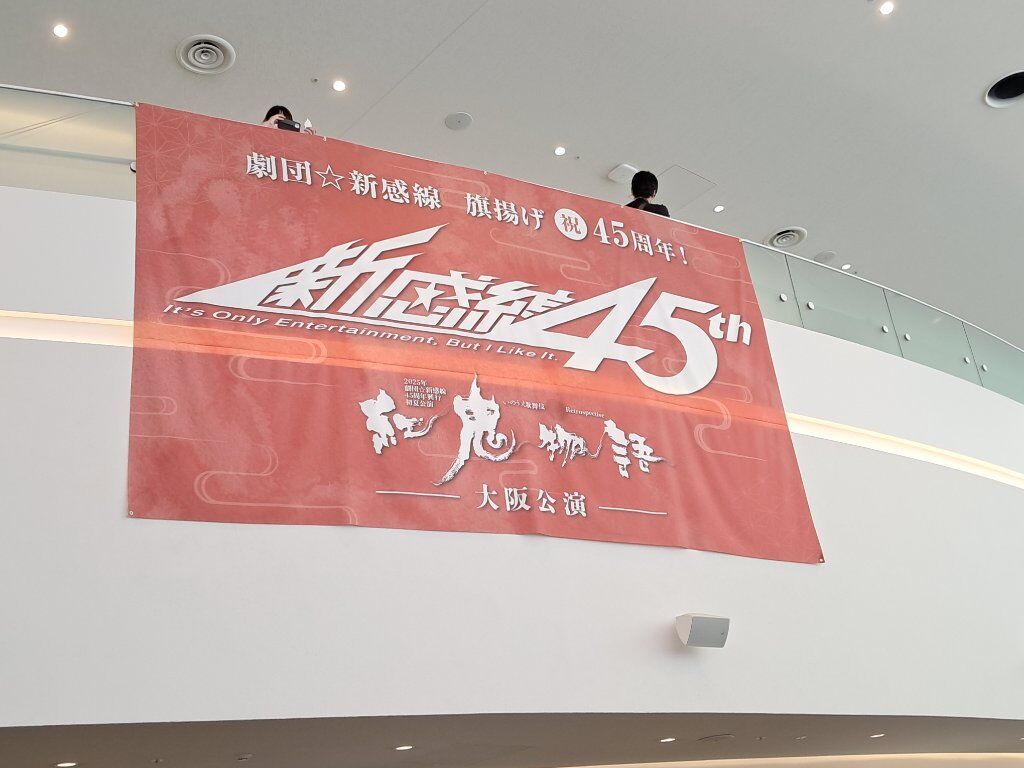 劇団☆新感線 旗揚げ 祝 45周年!
新感線45th
It's Only Entertainment, But I Like It.
2025年
劇団☆新感線
45周年興行
初夏公演
いのうえ歌舞伎
Retrospective
紅鬼物語
大阪公演